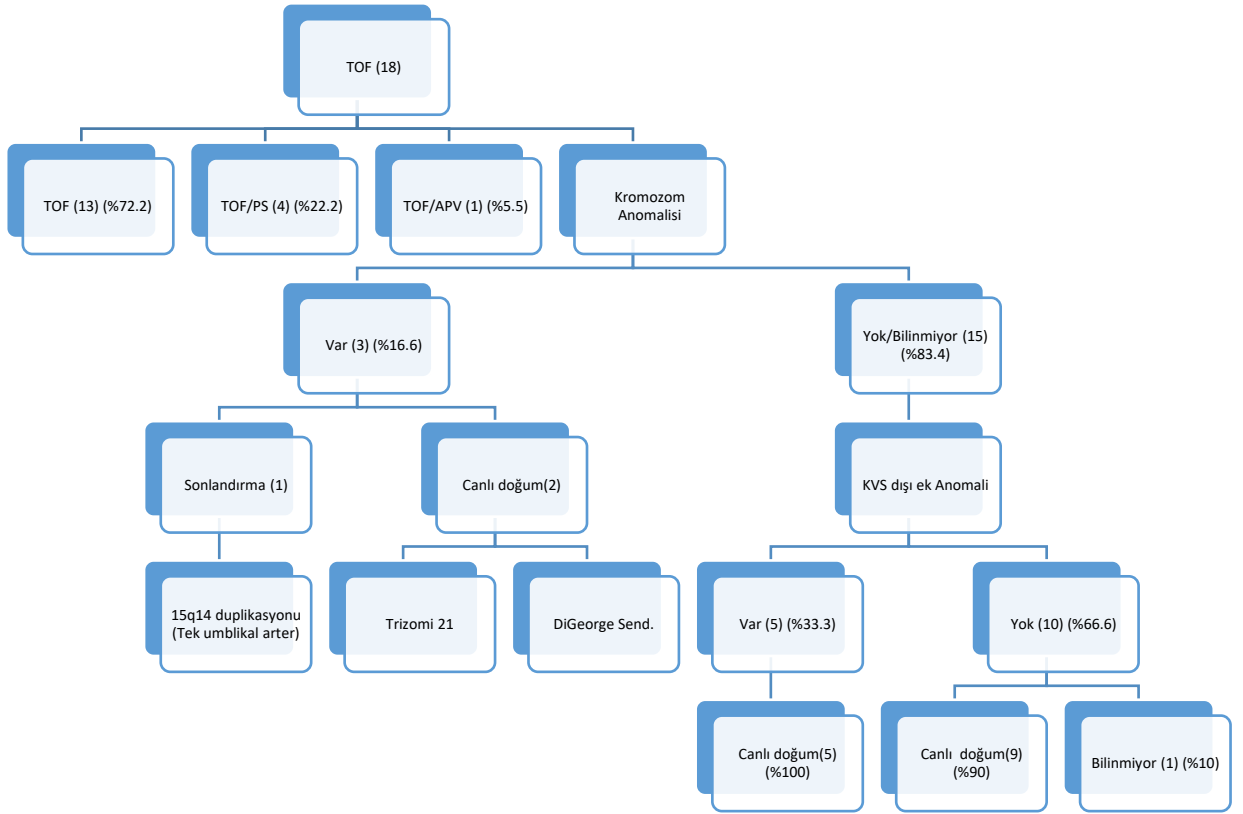 TOF (18)
TOF (13) (%72.2)
TOF/PS (4) (%22.2)
TOF/APV (1) (%5.5)
Kromozom
Anomalisi
Var (3) (%16.6)
Yok/Bilinmiyor (15)
(%83.4)
Sonlandırma (1)
Canlı doğum(2)
KVS dışı ek Anomali
15q14 duplikasyonu
(Tek umblikal arter)
Trizomi 21
DiGeorge Send.
Var (5) (%33.3)
Yok (10) (%66.6)
Canlı doğum(5)
(%100)
Canlı doğum(9)
(%90)
Bilinmiyor (1) (%10)